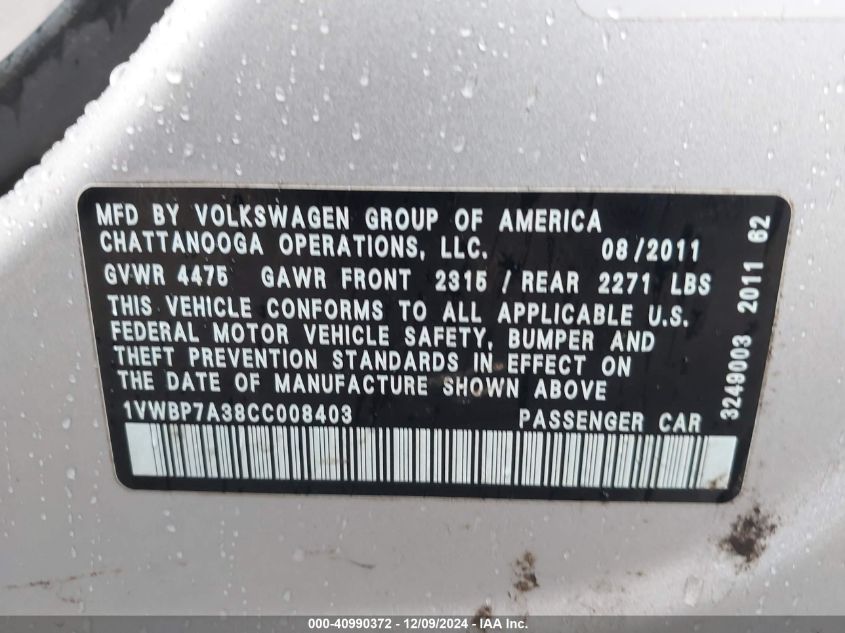 MFD BY VOLKSWAGEN GROUP OF AMERICA
CHATTANOOGA OPERATIONS, LLC. 08/2011
GVWR 4475 GAWR FRONT 2315 / REAR 2271 LBS
THIS VEHICLE CONFORMS TO ALL APPLICABLE U.S.
FEDERAL MOTOR VEHICLE SAFETY, BUMPER AND
THEFT PREVENTION STANDARDS IN EFFECT ON
THE DATE OF MANUFACTURE SHOWN ABOVE
1VWBP7A38CC008403 PASSENGER CAR
3249003 2011 62
000-40990372 / 12/09/2024 / IAA Inc.